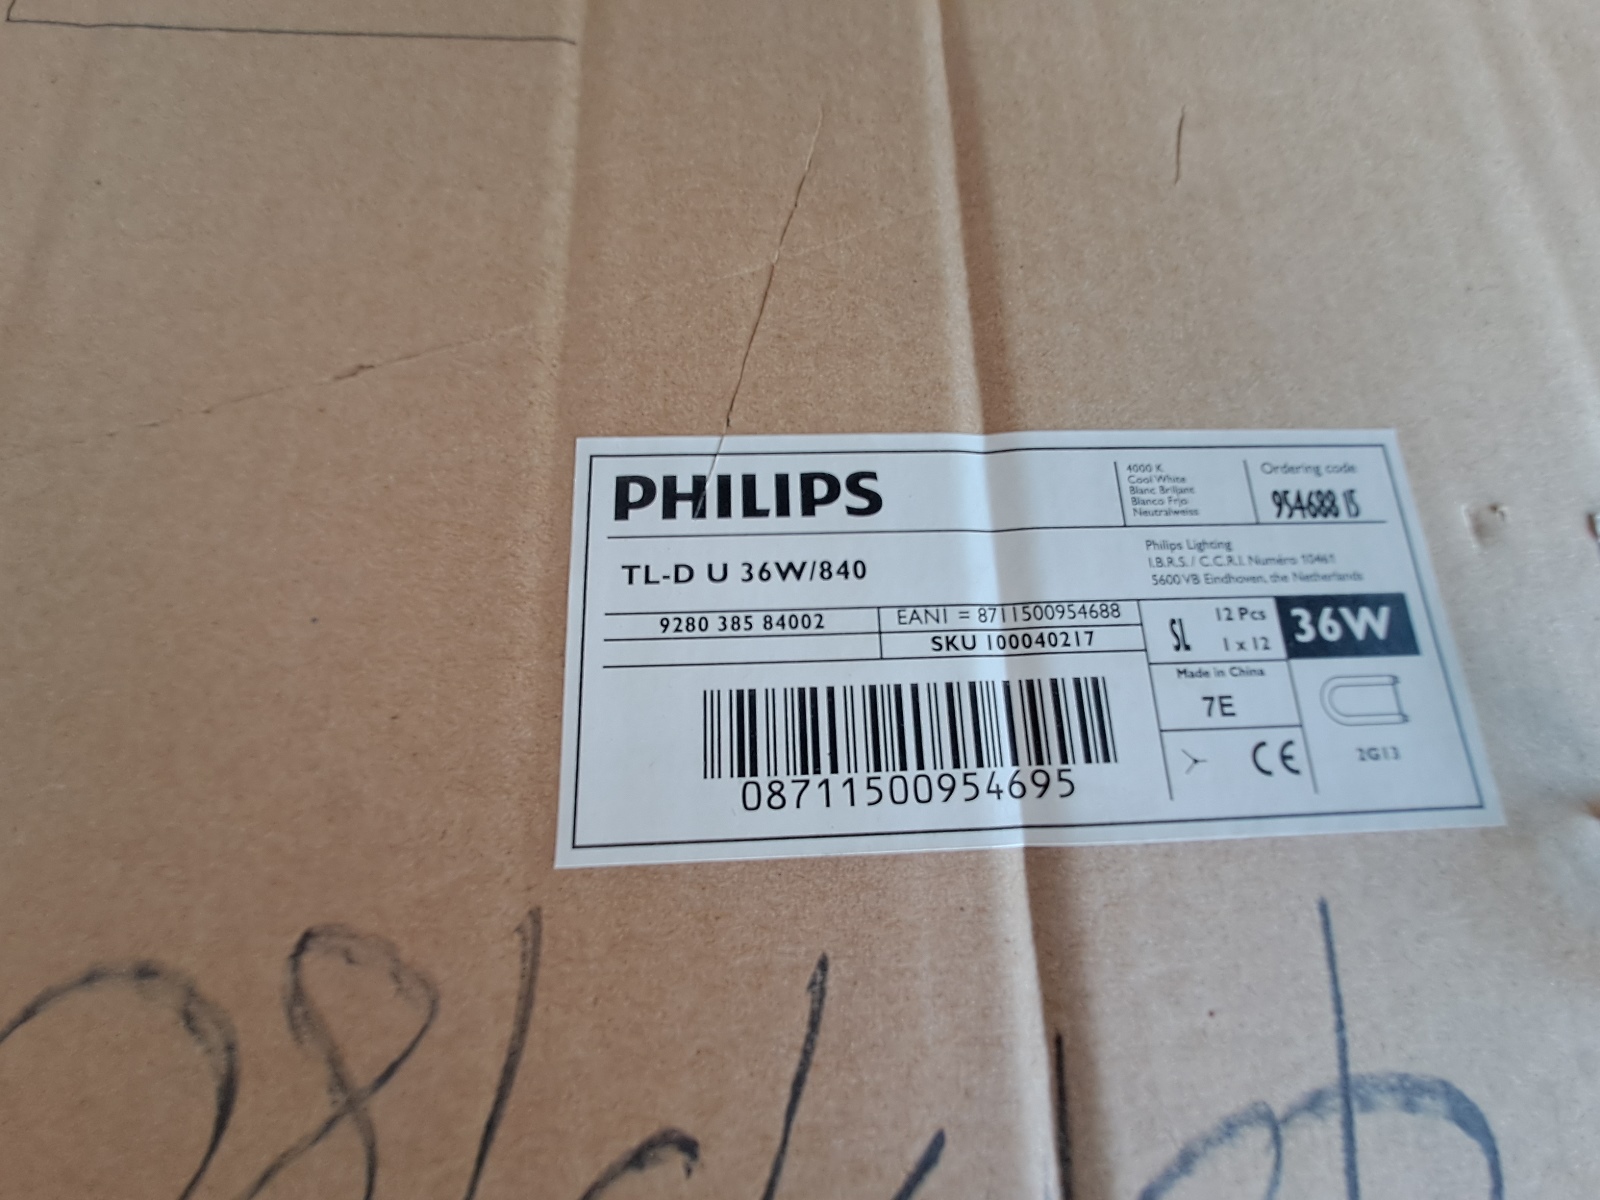 PHILIPS
4000 K
Cool White
Blanc Brillant
Blanco Frio
Neutralweiss
Ordering code
954688 15
TL-D U 36W/840
Philips Lighting
I.B.R.S. / C.C.R.I. Numéro 10461
5600 VB Eindhoven, the Netherlands
9280 385 84002
EAN1 = 8711500954688
SKU 100040217
SL
12 Pcs
1 x 12
36W
Made in China
7E
CE
2G13
08711500954695